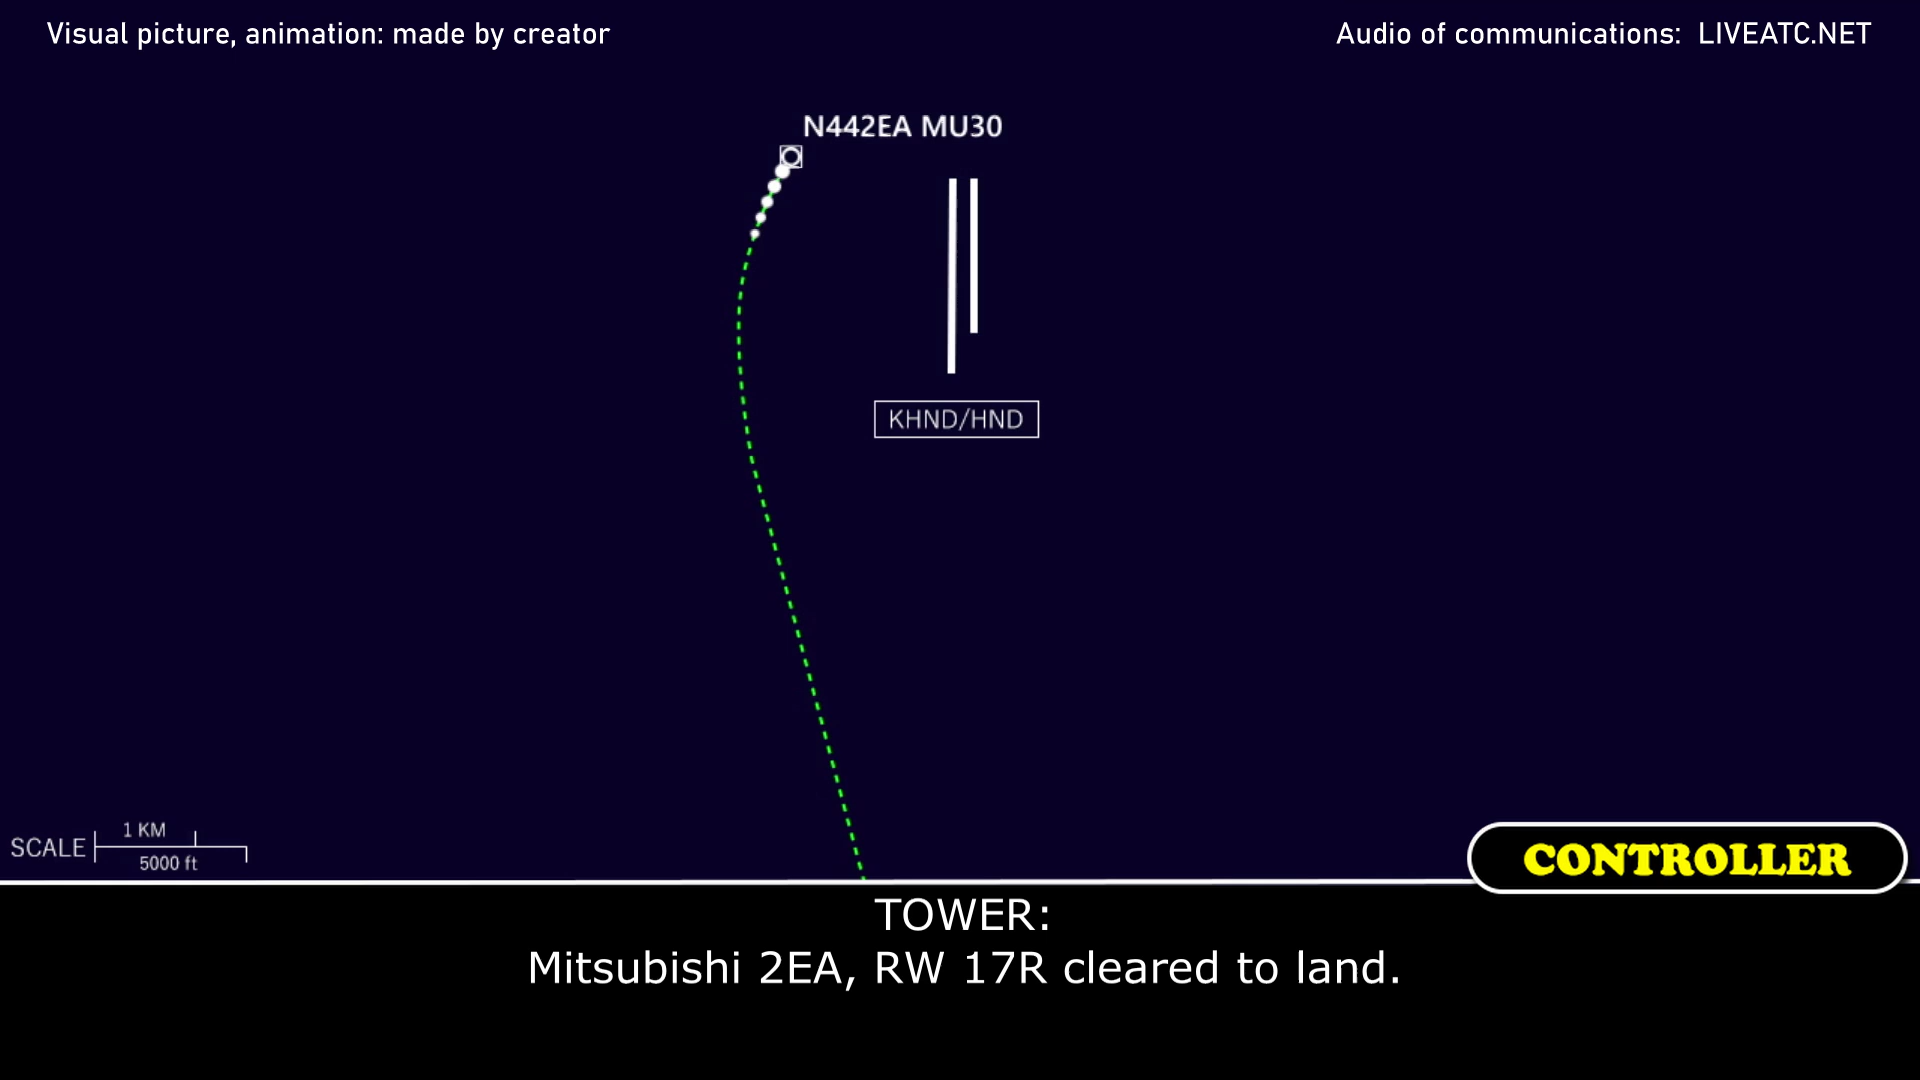 Visual picture, animation: made by creator
Audio of communications: LIVEATC.NET
N442EA MU30
KHND/HND
1 KM
SCALE
5000 ft
CONTROLLER
TOWER:
Mitsubishi 2EA, RW 17R cleared to land.